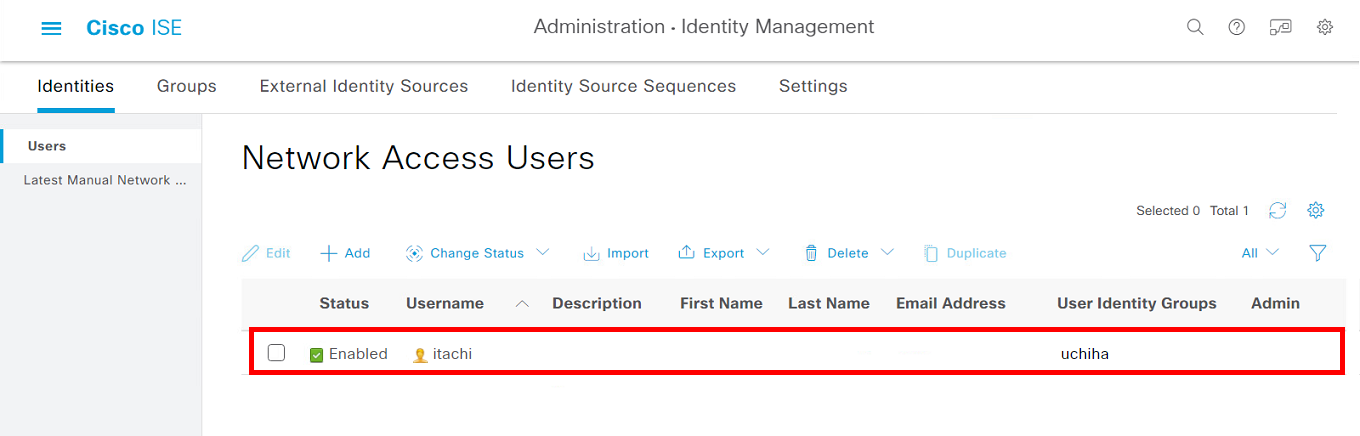 Cisco ISE
Administration · Identity Management
Identities Groups External Identity Sources Identity Source Sequences Settings
Users
Latest Manual Network ...
Network Access Users
Selected 0 Total 1
Edit Add Change Status Import Export Delete Duplicate All
Status Username Description First Name Last Name Email Address User Identity Groups Admin
Enabled itachi uchiha